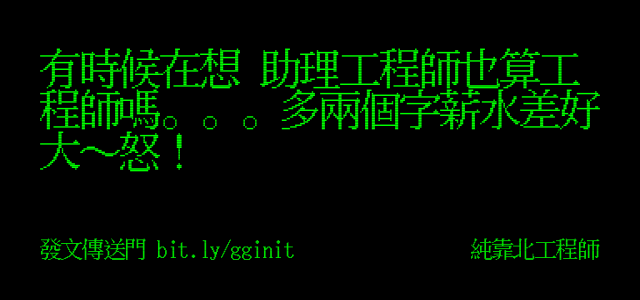 有時候在想 助理工程師也算工
程師嗎。。。多兩個字薪水差好
大～怒！
發文傳送門 bit.ly/gginit
純靠北工程師